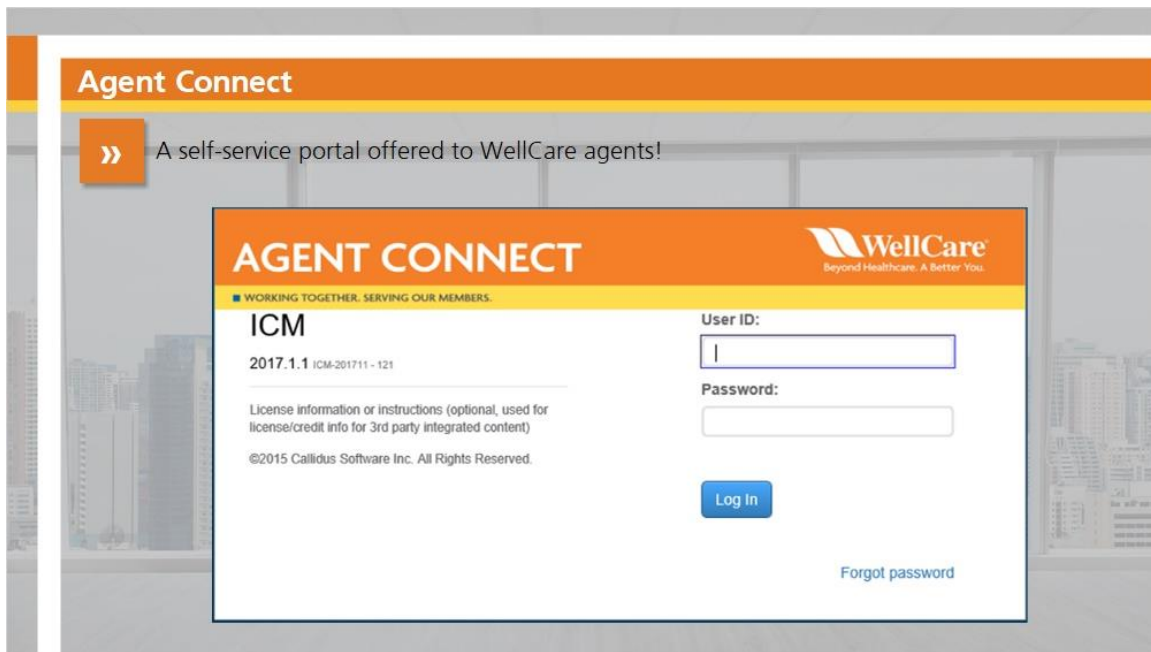 Agent Connect
» A self-service portal offered to WellCare agents!
AGENT CONNECT
WellCare®
Beyond Healthcare. A Better You.
WORKING TOGETHER. SERVING OUR MEMBERS.
ICM
2017.1.1 ICM-201711 - 121
License information or instructions (optional, used for
license/credit info for 3rd party integrated content)
©2015 Callidus Software Inc. All Rights Reserved.
User ID:
Password:
Log In
Forgot password